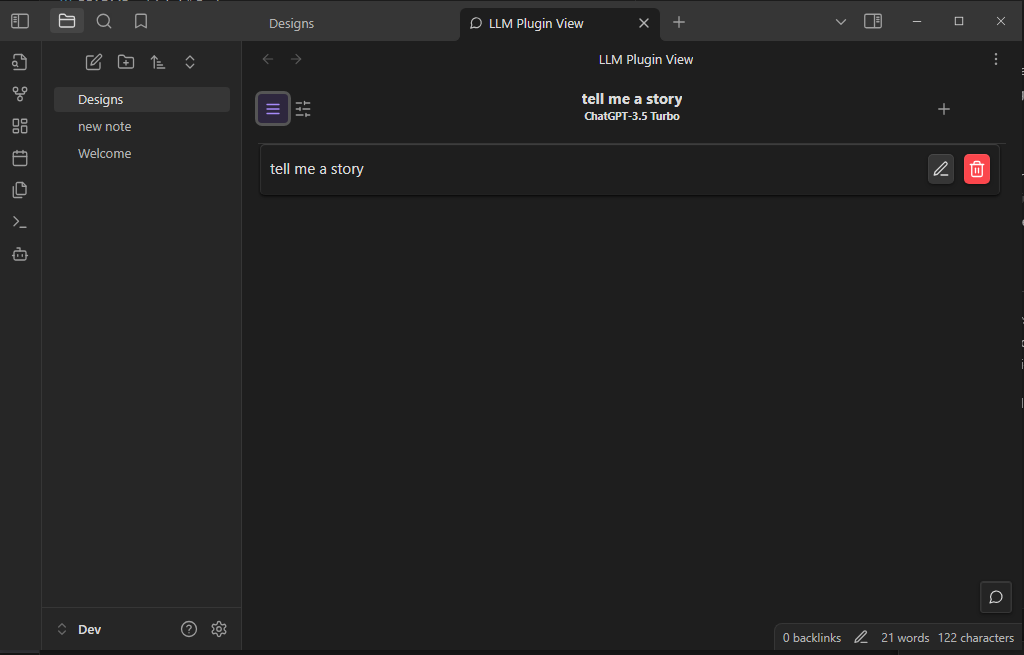 Designs
LLM Plugin View
LLM Plugin View
Designs
new note
Welcome
tell me a story
ChatGPT-3.5 Turbo
tell me a story
Dev
0 backlinks 21 words 122 characters